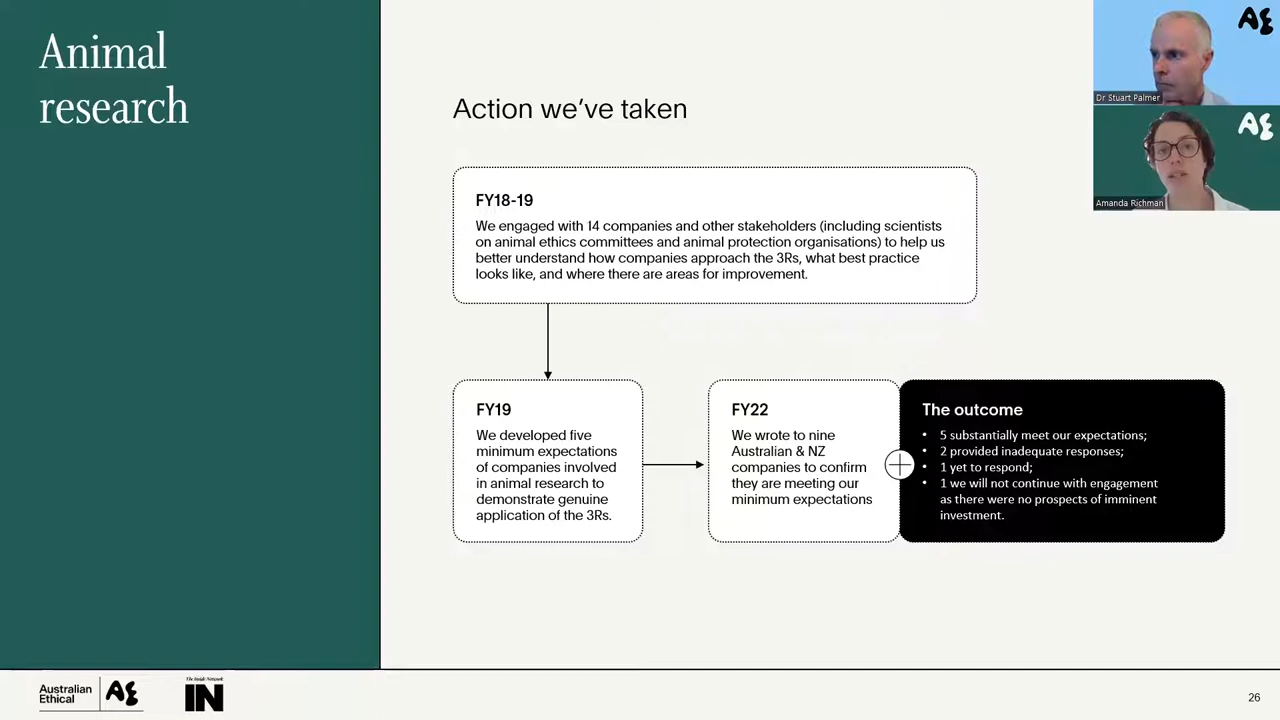 Animal
research
Action we've taken
FY18-19
We engaged with 14 companies and other stakeholders (including scientists
on animal ethics committees and animal protection organisations) to help us
better understand how companies approach the 3Rs, what best practice
looks like, and where there are areas for improvement.
FY19
We developed five
minimum expectations
of companies involved
in animal research to
demonstrate genuine
application of the 3Rs.
FY22
We wrote to nine
Australian & NZ
companies to confirm
they are meeting our
minimum expectations
The outcome
• 5 substantially meet our expectations;
• 2 provided inadequate responses;
• 1 yet to respond;
• 1 we will not continue with engagement
as there were no prospects of imminent
investment.
AE
Dr Stuart Palmer
AE
Amanda Richman
Australian
Ethical
AE
The Inside Network
IN
26